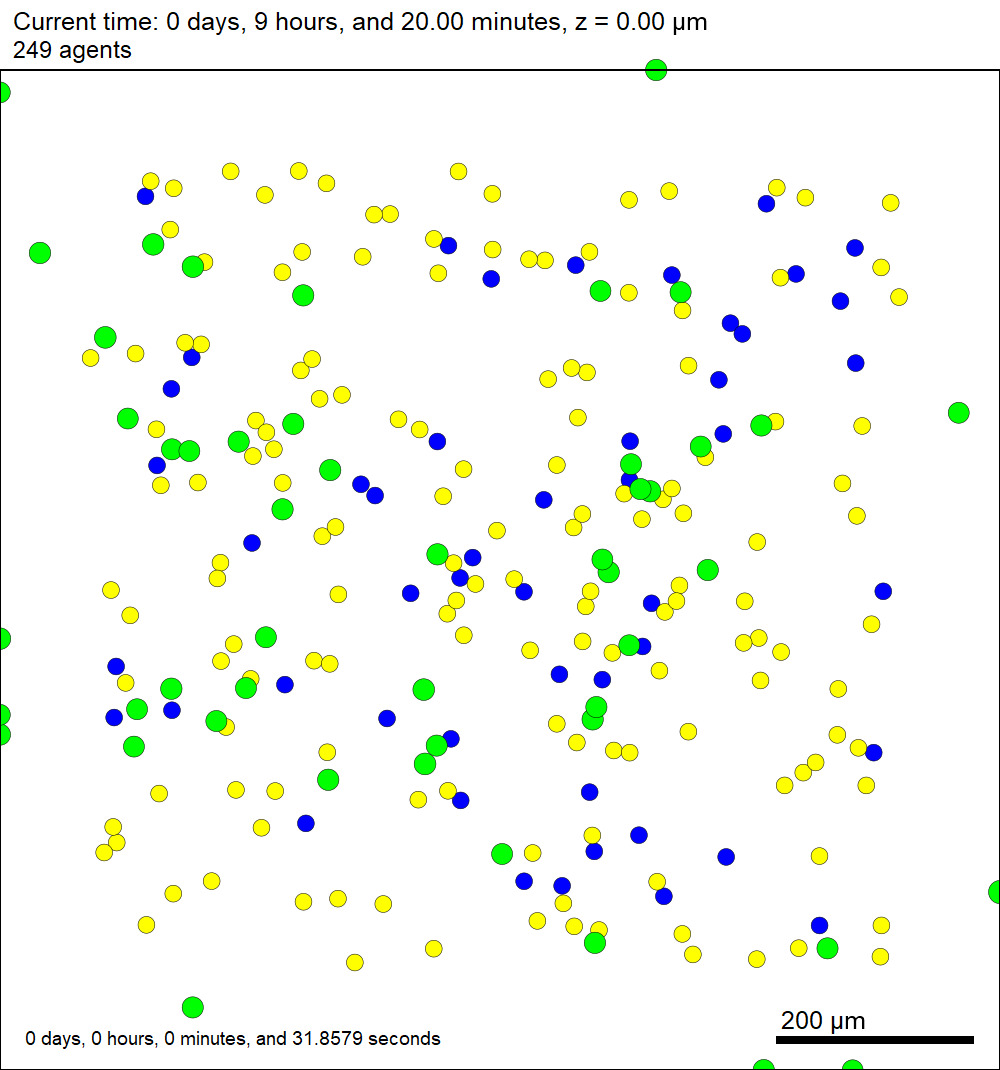 Current time: 0 days, 9 hours, and 20.00 minutes, z = 0.00 µm
249 agents
200 µm
0 days, 0 hours, 0 minutes, and 31.8579 seconds